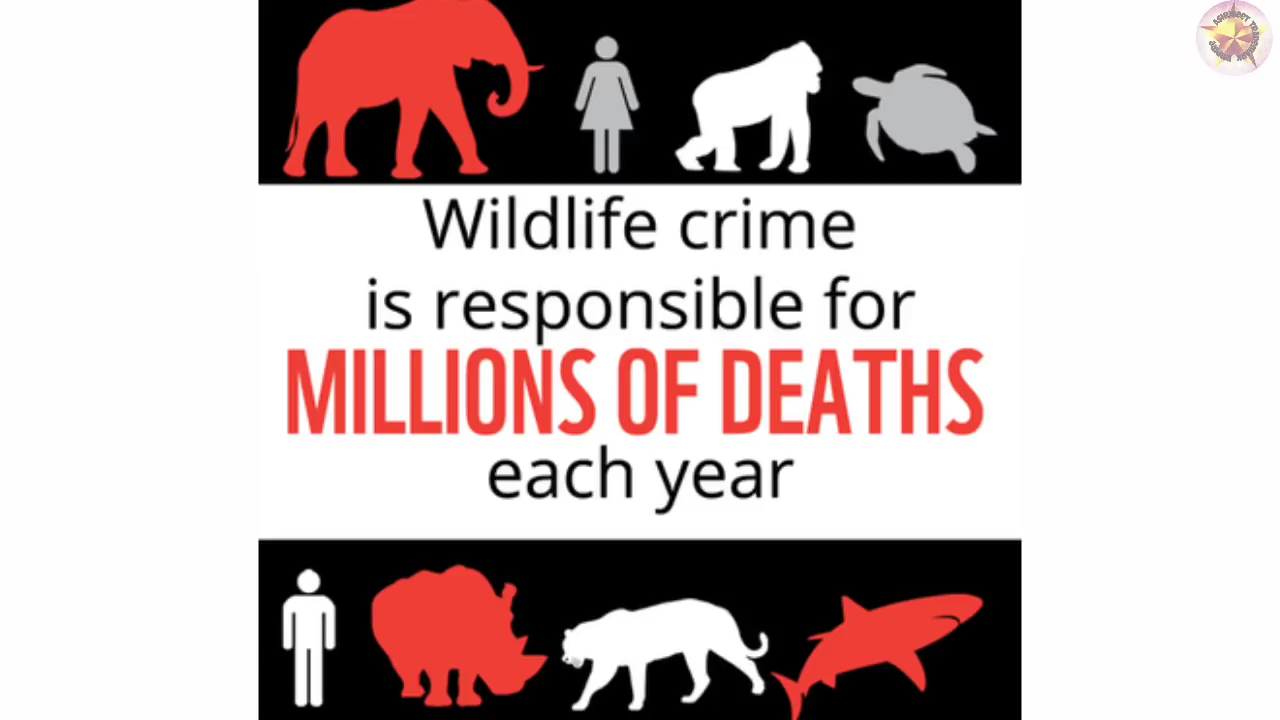 Wildlife crime
is responsible for
MILLIONS OF DEATHS
each year